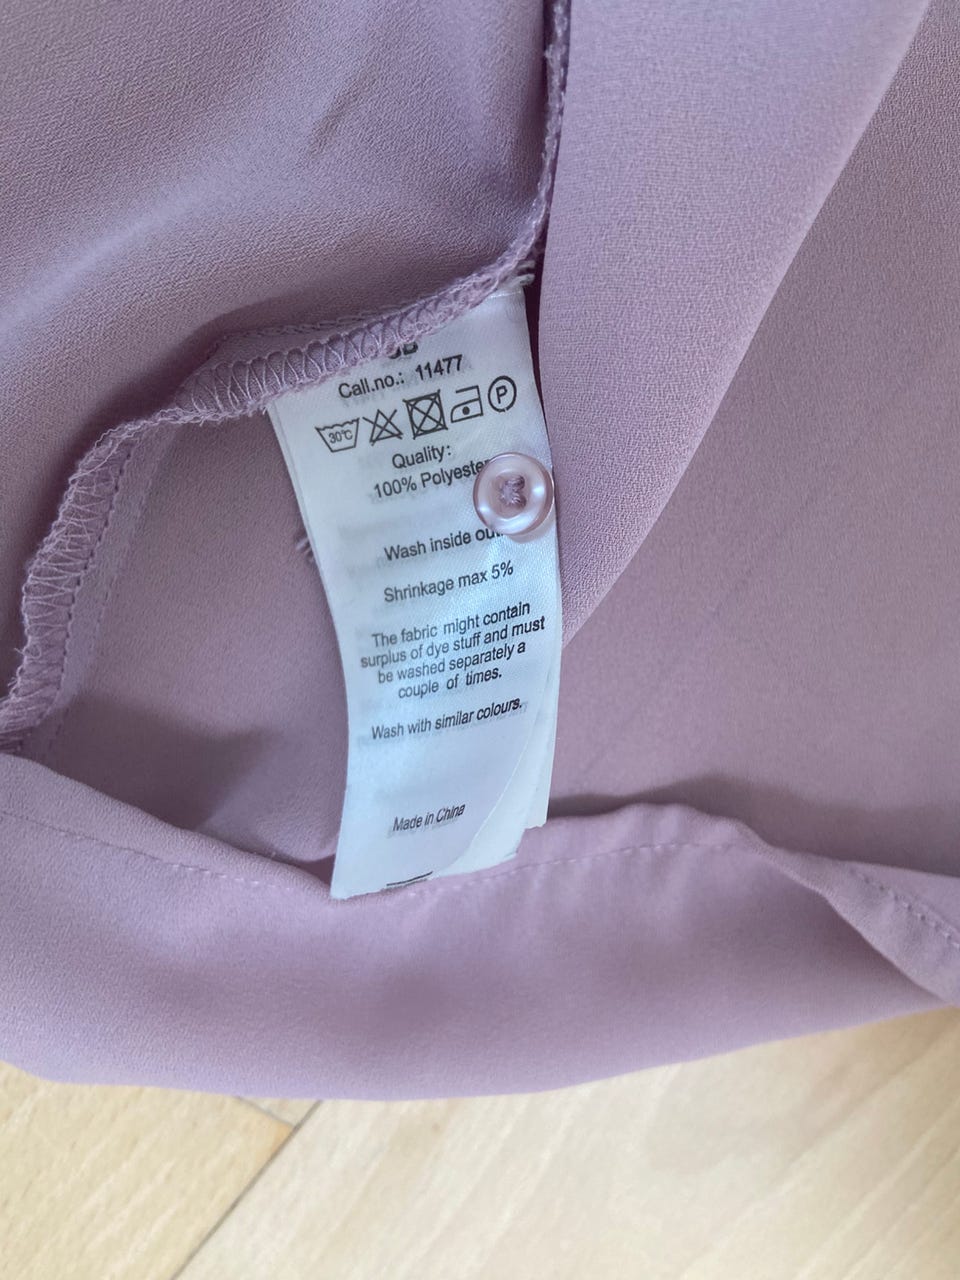 Call.no.: 11477
30°C P
Quality:
100% Polyester
Wash inside out.
Shrinkage max 5%
The fabric might contain
surplus of dye stuff and must
be washed separately a
couple of times.
Wash with similar colours.
Made in China